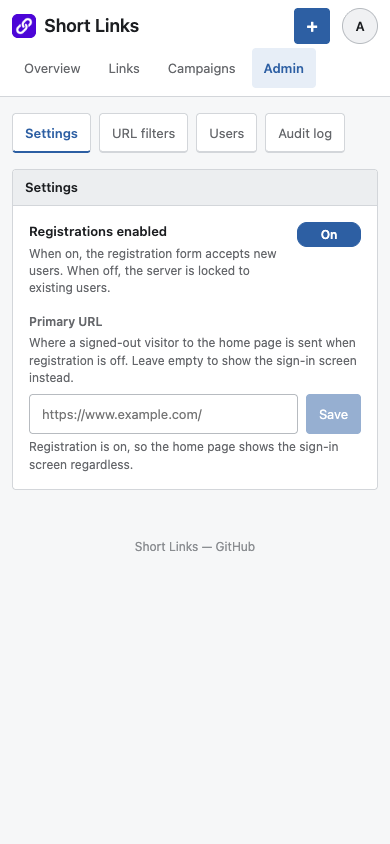 Short Links
+
A
Overview
Links
Campaigns
Admin
Settings
URL filters
Users
Audit log
Settings
Registrations enabled
On
When on, the registration form accepts new
users. When off, the server is locked to
existing users.
Primary URL
Where a signed-out visitor to the home page is sent when
registration is off. Leave empty to show the sign-in screen
instead.
https://www.example.com/
Save
Registration is on, so the home page shows the sign-in
screen regardless.
Short Links — GitHub